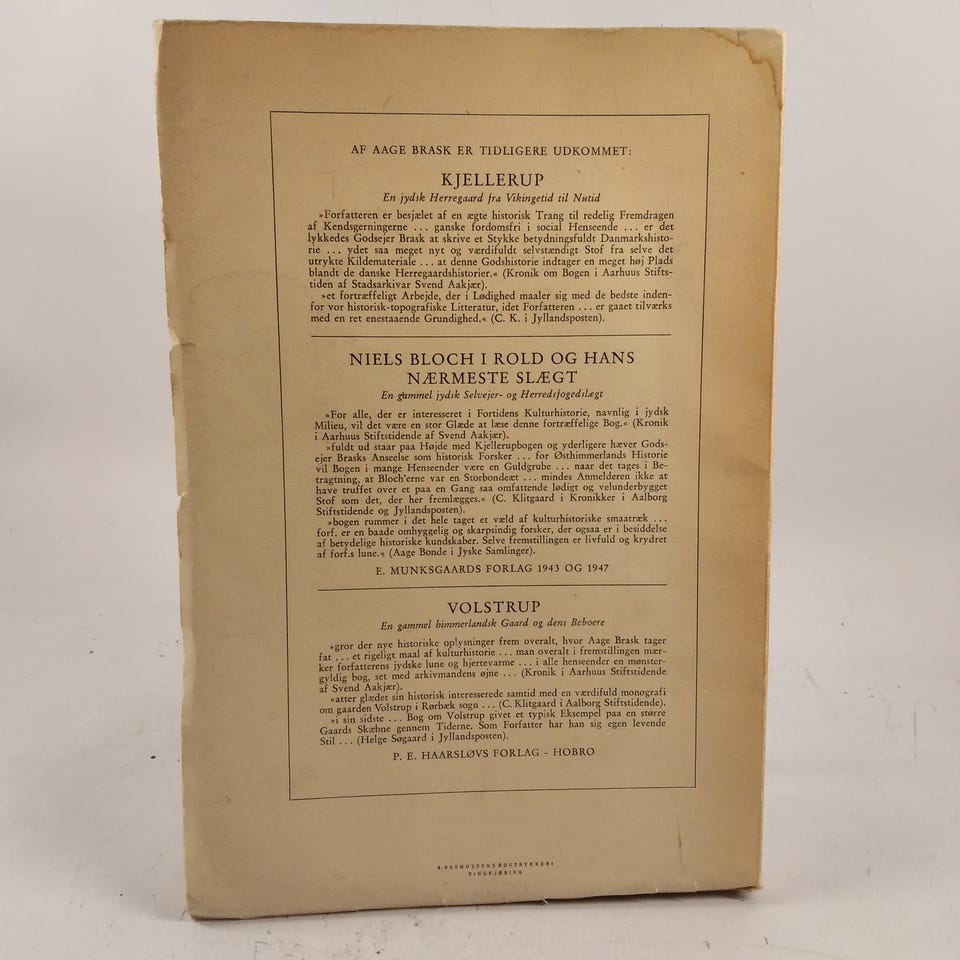 AF AAGE BRASK ER TIDLIGERE UDKOMMET:
KJELLERUP
En jydsk Herregaard fra Vikingetid til Nutid
»Forfatteren er besjælet af en ægte historisk Trang til redelig Fremdragen
af Kendsgerningerne ... ganske fordomsfri i social Henseende ... er det
lykkedes Godsejer Brask at skrive et Stykke betydningsfuldt Danmarkshisto-
rie ... ydet saa meget nyt og værdifuldt selvstændigt Stof fra selve det
utrykte Kildemateriale ... at denne Godshistorie indtager en meget høj Plads
blandt de danske Herregaardshistorier.« (Kronik om Bogen i Aarhuus Stifts-
tiden af Stadsarkivar Svend Aakjær).
»et fortræffeligt Arbejde, der i Lødighed maaler sig med de bedste inden-
for vor historisk-topografiske Litteratur, idet Forfatteren ... er gaaet tilværks
med en ret enestaaende Grundighed.« (C. K. i Jyllandsposten).
NIELS BLOCH I ROLD OG HANS
NÆRMESTE SLÆGT
En gammel jydsk Selvejer- og Herredsfogedslægt
»For alle, der er interesseret i Fortidens Kulturhistorie, navnlig i jydsk
Milieu, vil det være en stor Glæde at læse denne fortræffelige Bog.« (Kronik
i Aarhuus Stiftstidende af Svend Aakjær).
»fuldt ud staar paa Højde med Kjellerupbogen og yderligere hæver Gods-
ejer Brasks Anseelse som historisk Forsker ... for Østhimmerlands Historie
vil Bogen i mange Henseender være en Guldgrube ... naar det tages i Be-
tragtning, at Bloch'erne var en Storbondeæt ... mindes Anmelderen ikke at
have truffet over et paa en Gang saa omfattende lødigt og velunderbygget
Stof som det, der her fremlægges.« (C. Klitgaard i Kronikker i Aalborg
Stiftstidende og Jyllandsposten).
»bogen rummer i det hele taget et væld af kulturhistoriske smaatræk ...
forf. er en baade omhyggelig og skarpsindig forsker, der ogsaa er i besiddelse
af betydelige historiske kundskaber. Selve fremstillingen er livfuld og krydret
af forf.s lune.« (Aage Bonde i Jyske Samlinger).
E. MUNKSGAARDS FORLAG 1943 OG 1947
VOLSTRUP
En gammel himmerlandsk Gaard og dens Beboere
»gror der nye historiske oplysninger frem overalt, hvor Aage Brask tager
fat ... et rigeligt maal af kulturhistorie ... man overalt i fremstillingen mær-
ker forfatterens jydske lune og hjertevarme ... i alle henseender en mønster-
gyldig bog, set med arkivmandens øjne ... (Kronik i Aarhuus Stiftstidende
af Svend Aakjær).
»atter glædet sin historisk interesserede samtid med en værdifuld monografi
om gaarden Volstrup i Rørbæk sogn ... (C. Klitgaard i Aalborg Stiftstidende).
»i sin sidste ... Bog om Volstrup givet et typisk Eksempel paa en større
Gaards Skæbne gennem Tiderne. Som Forfatter har han sig egen levende
Stil ... (Helge Søgaard i Jyllandsposten).
P. E. HAARSLØVS FORLAG - HOBRO
A. RASMUSSENS BOGTRYKKERI
RINGKJØBING